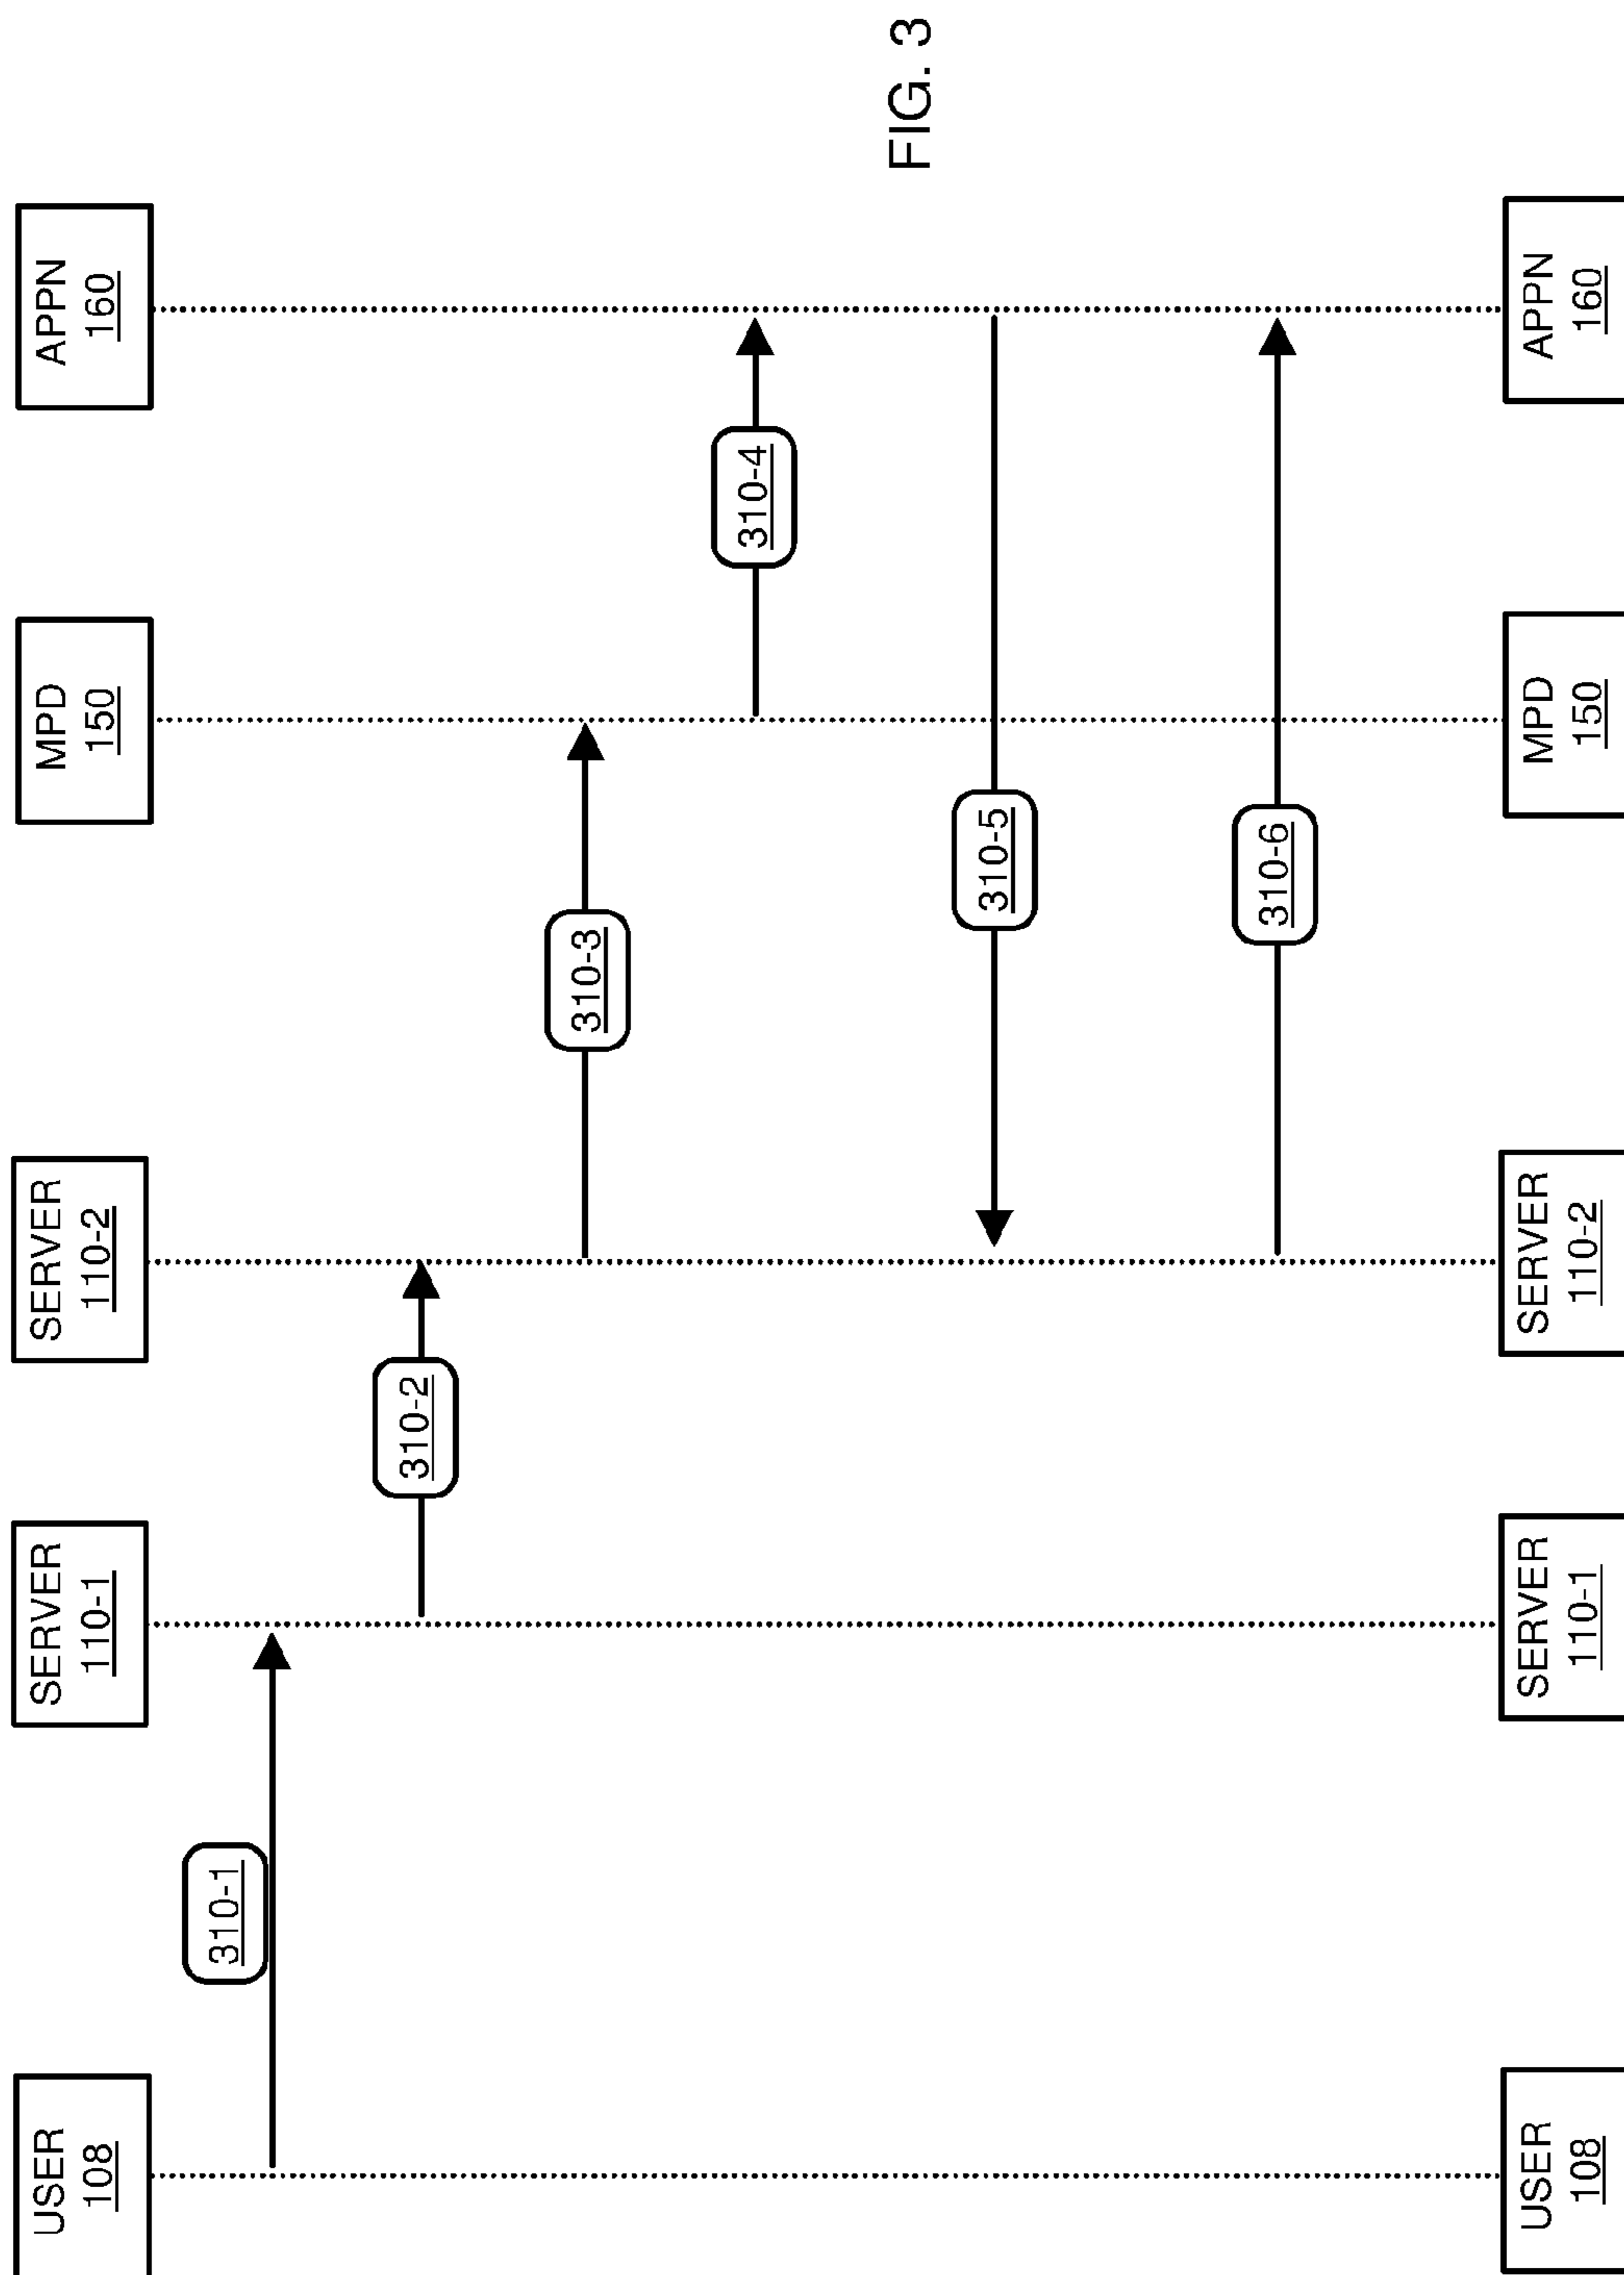 USER
108
SERVER
110-1
SERVER
110-2
MPD
150
APPN
160
310-1
310-2
310-3
310-4
310-5
310-6
USER
108
SERVER
110-1
SERVER
110-2
MPD
150
APPN
160
FIG. 3